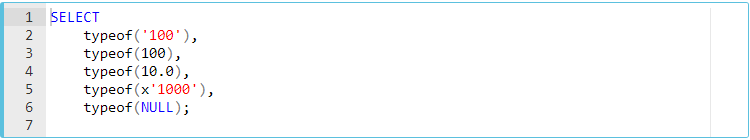 1 SELECT
2     typeof('100'),
3     typeof(100),
4     typeof(10.0),
5     typeof(x'1000'),
6     typeof(NULL);
7